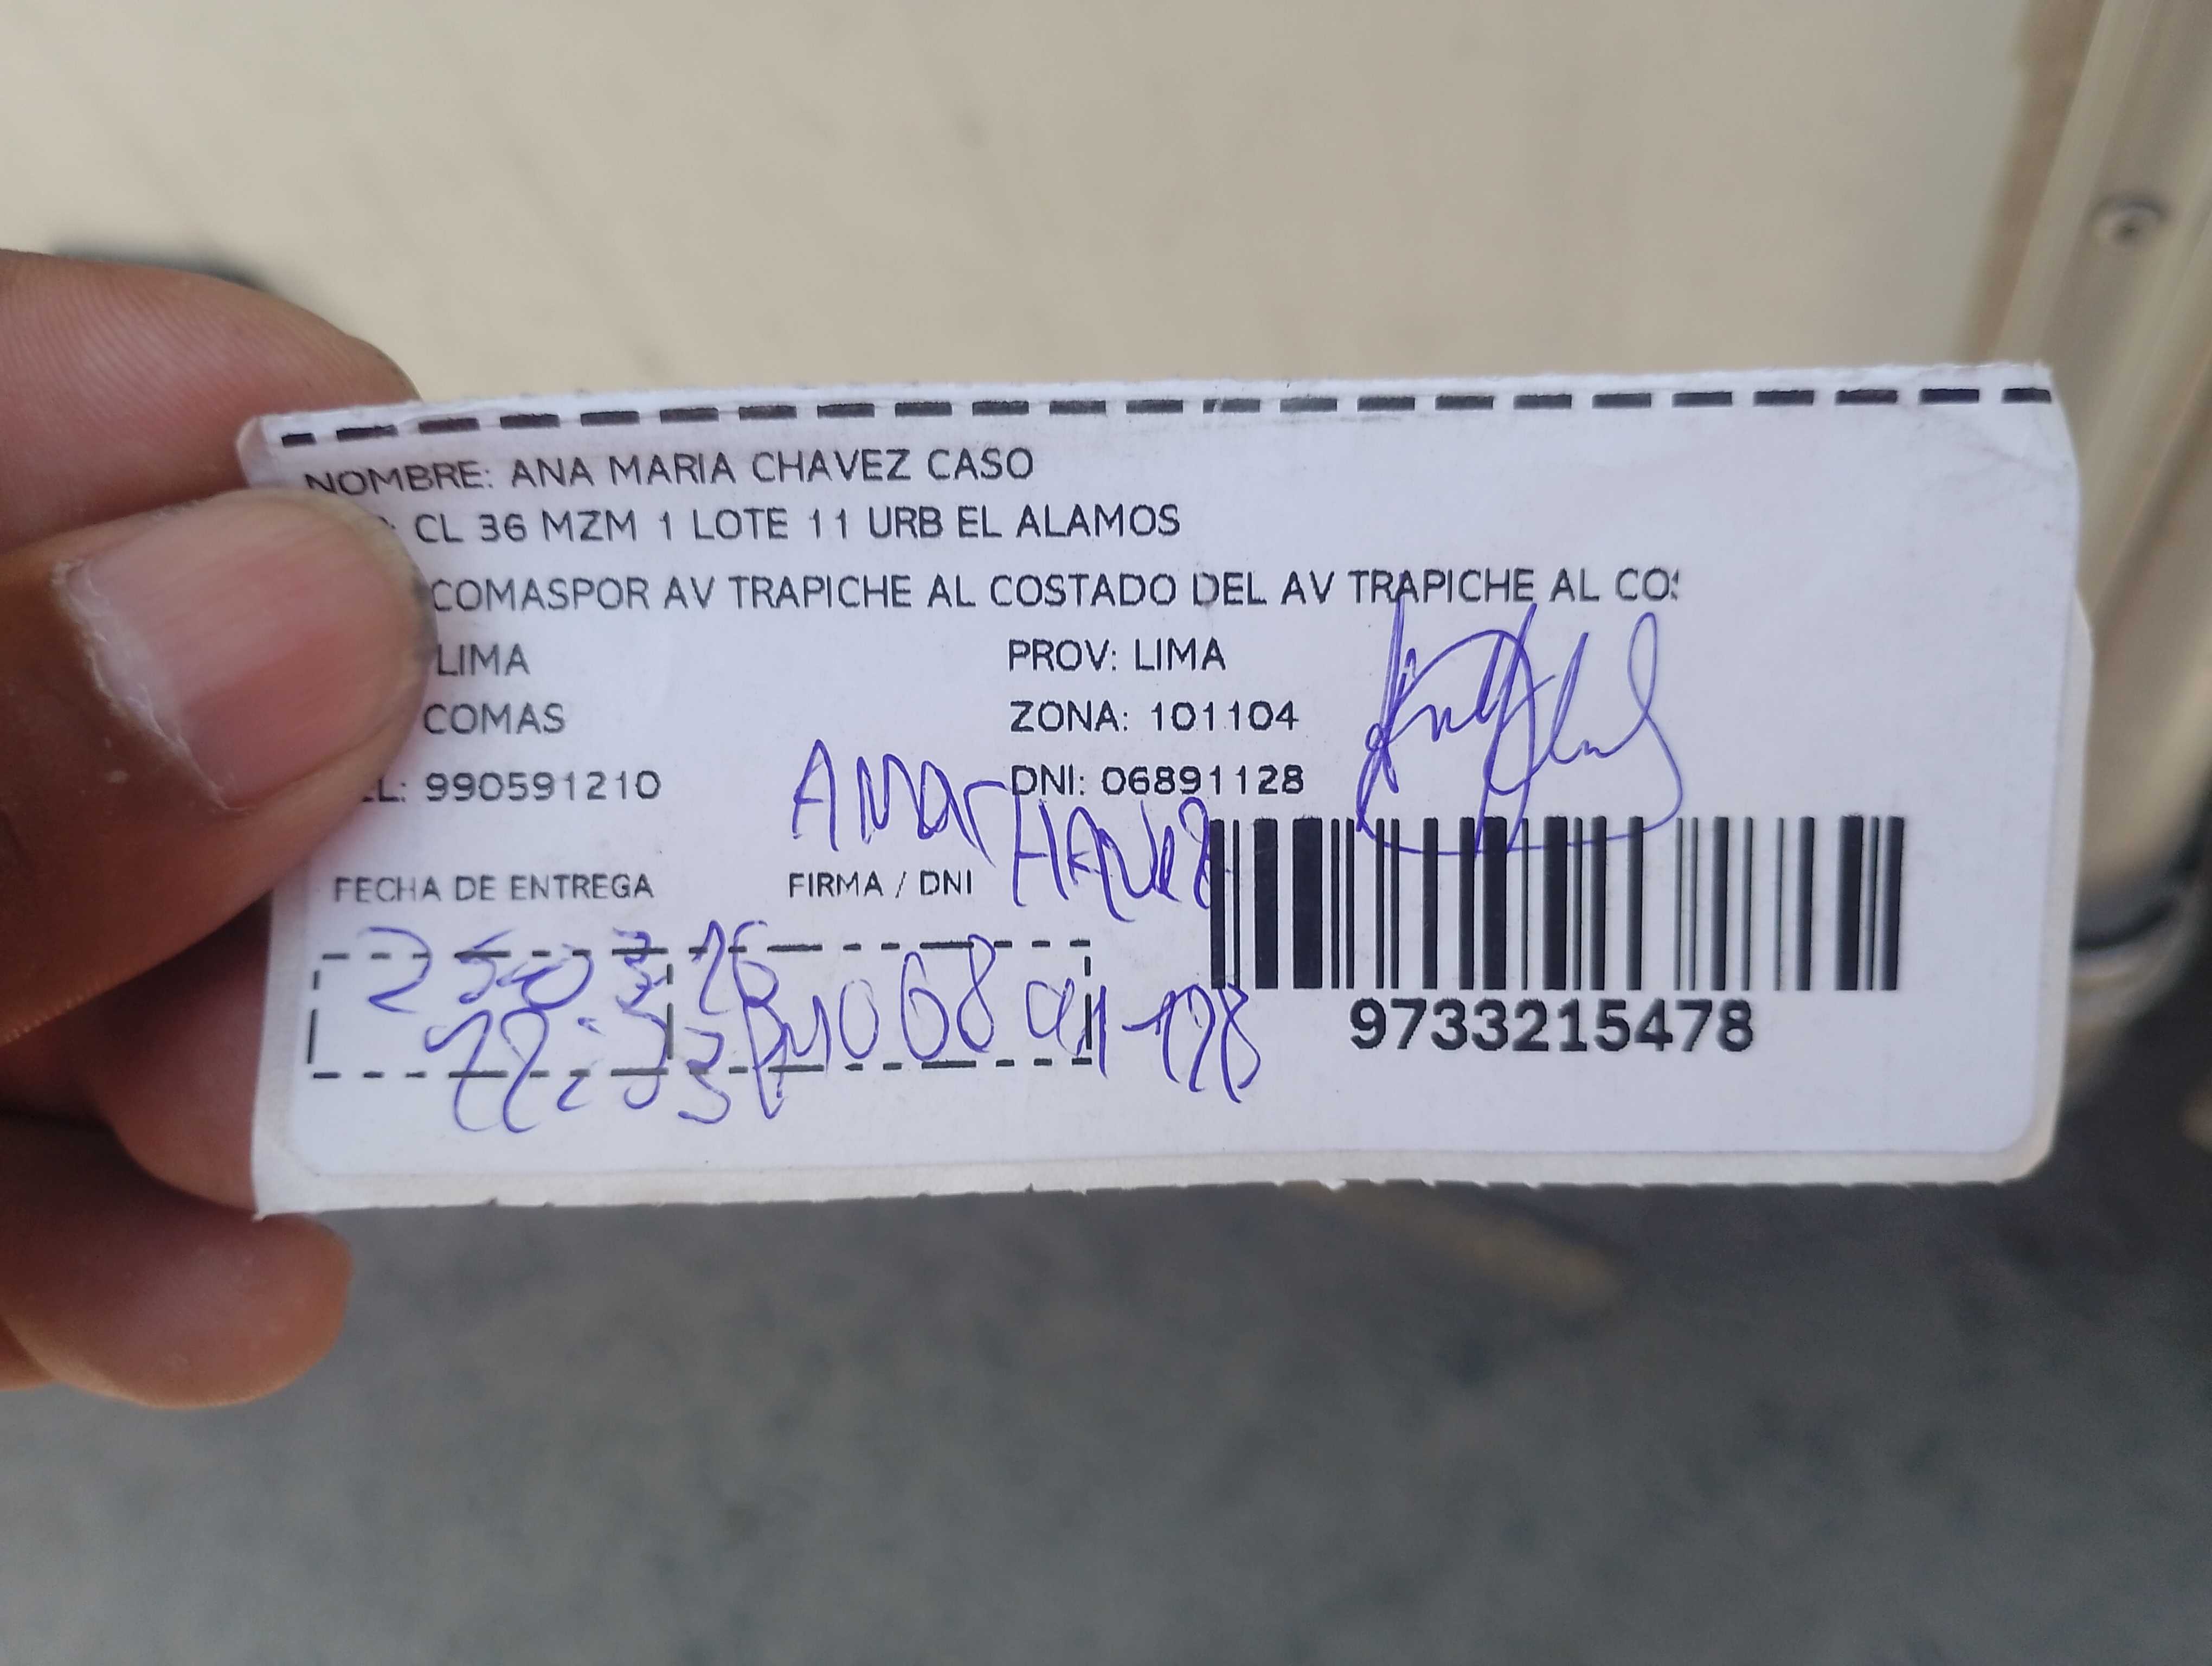 NOMBRE: ANA MARIA CHAVEZ CASO
CL 36 MZM 1 LOTE 11 URB EL ALAMOS
COMASPOR AV TRAPICHE AL COSTADO DEL AV TRAPICHE AL COS
LIMA PROV: LIMA
COMAS ZONA: 101104
L: 990591210 DNI: 06891128
FECHA DE ENTREGA FIRMA / DNI
9733215478